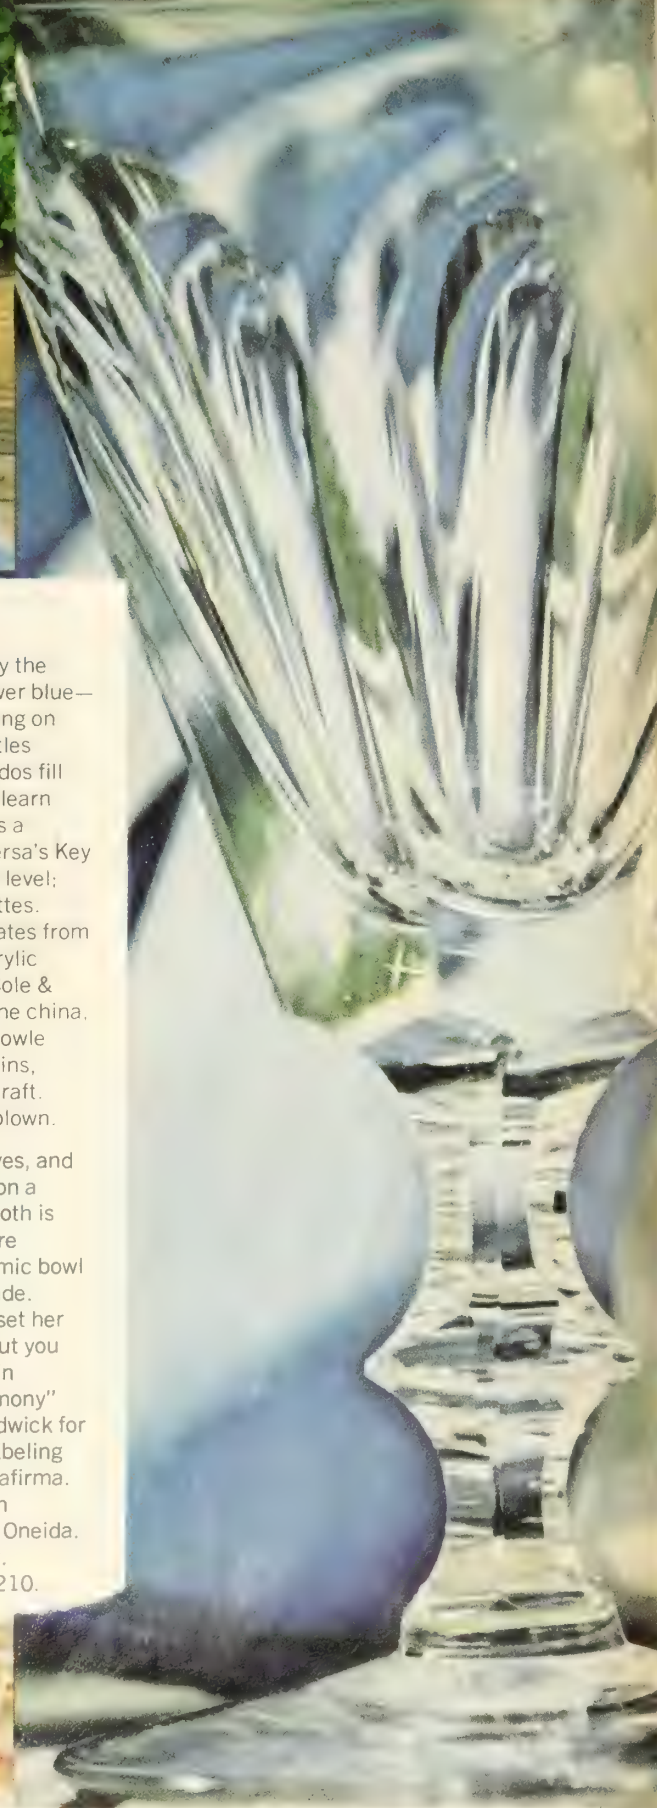 y the
ver blue—
ng on
tles
dos fill
learn
s a
ersa's Key
level;
ttes.
ates from
rylic
ole &
ne china.
owle
ins,
raft.
blown.
ves, and
on a
oth is
re
mic bowl
de.
set her
ut you
n
mony"
dwick for
beling
afirma.
n
Oneida.
.
210.